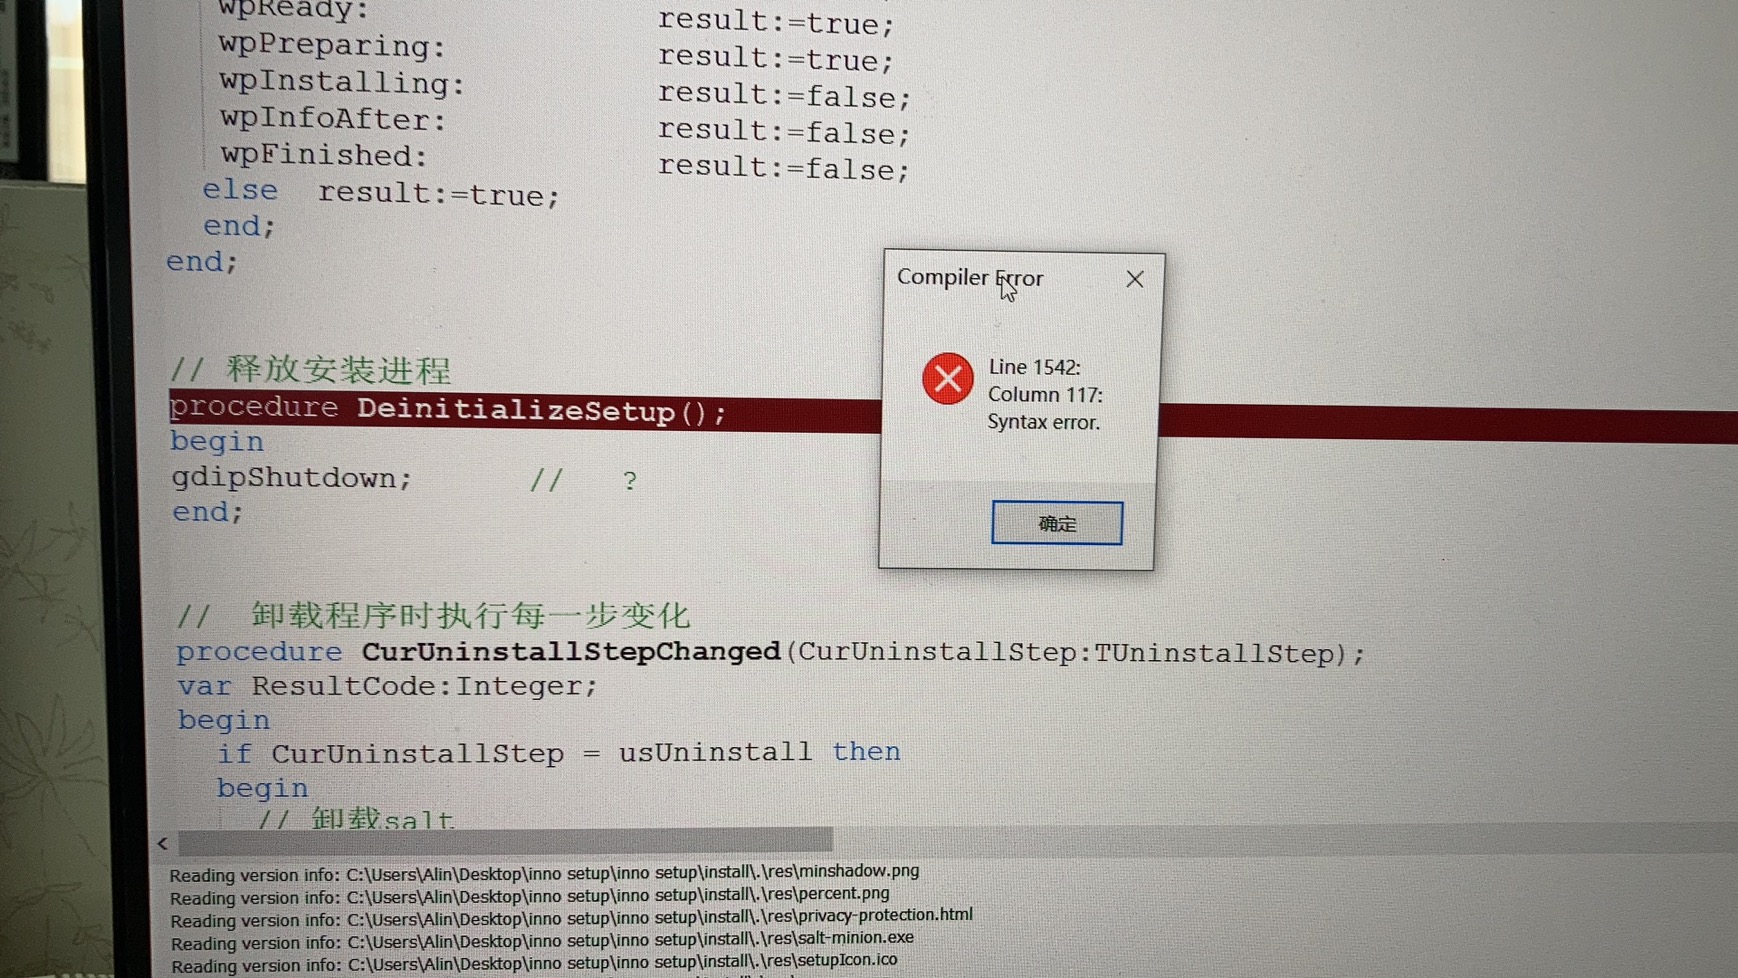 wpReady: result:=true;
wpPreparing: result:=true;
wpInstalling: result:=false;
wpInfoAfter: result:=false;
wpFinished: result:=false;
else result:=true;
end;
end;
// 释放安装进程
procedure DeinitializeSetup();
begin
gdipShutdown; // ?
end;
// 卸载程序时执行每一步变化
procedure CurUninstallStepChanged(CurUninstallStep:TUninstallStep);
var ResultCode:Integer;
begin
if CurUninstallStep = usUninstall then
begin
// 卸载salt
Compiler Error
Line 1542:
Column 117:
Syntax error.
确定
Reading version info: C:\Users\Alin\Desktop\inno setup\inno setup\install\.\res\minshadow.png
Reading version info: C:\Users\Alin\Desktop\inno setup\inno setup\install\.\res\percent.png
Reading version info: C:\Users\Alin\Desktop\inno setup\inno setup\install\.\res\privacy-protection.html
Reading version info: C:\Users\Alin\Desktop\inno setup\inno setup\install\.\res\salt-minion.exe
Reading version info: C:\Users\Alin\Desktop\inno setup\inno setup\install\.\res\setupIcon.ico